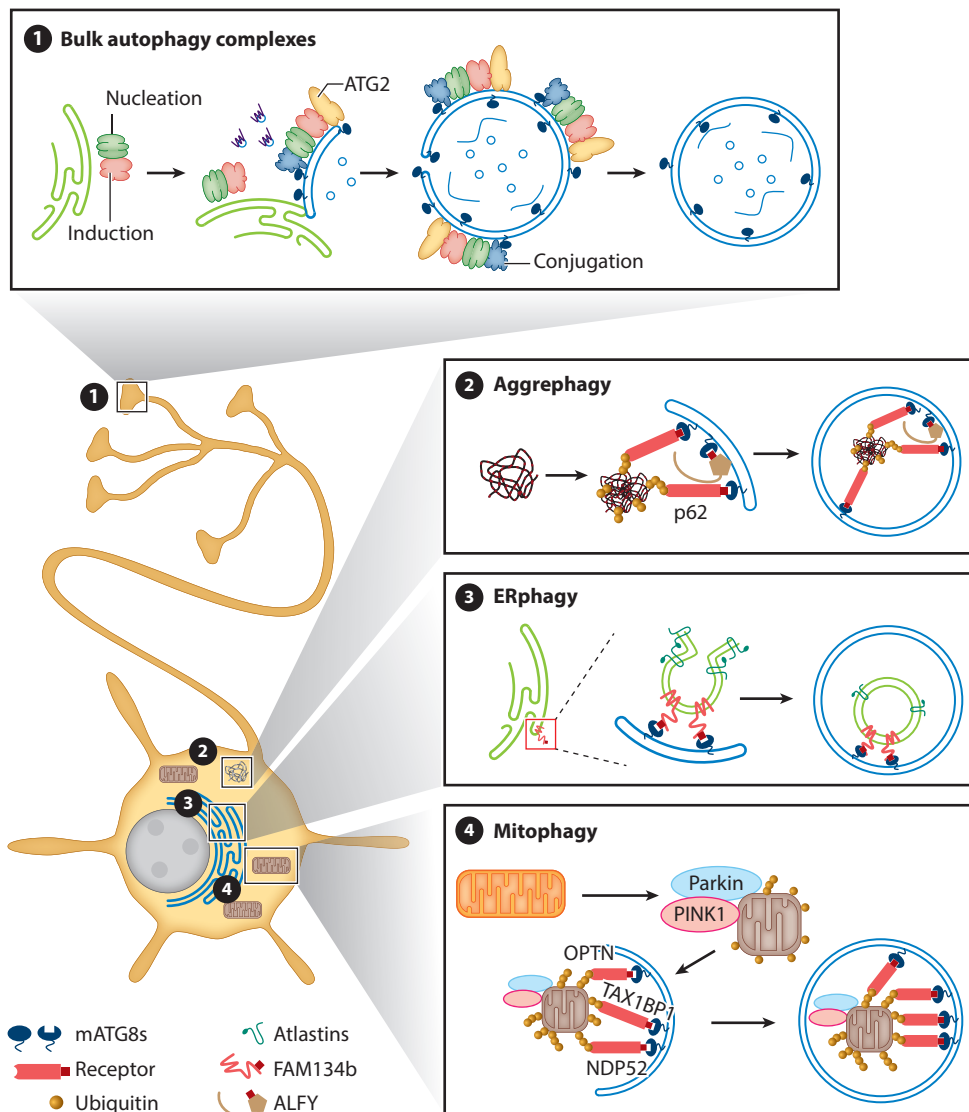 1 Bulk autophagy complexes
Nucleation
ATG2
Induction
Conjugation
1
2 Aggrephagy
p62
3 ERphagy
2
3
4
4 Mitophagy
Parkin
PINK1
OPTN
TAX1BP1
NDP52
mATG8s
Atlastins
Receptor
FAM134b
Ubiquitin
ALFY